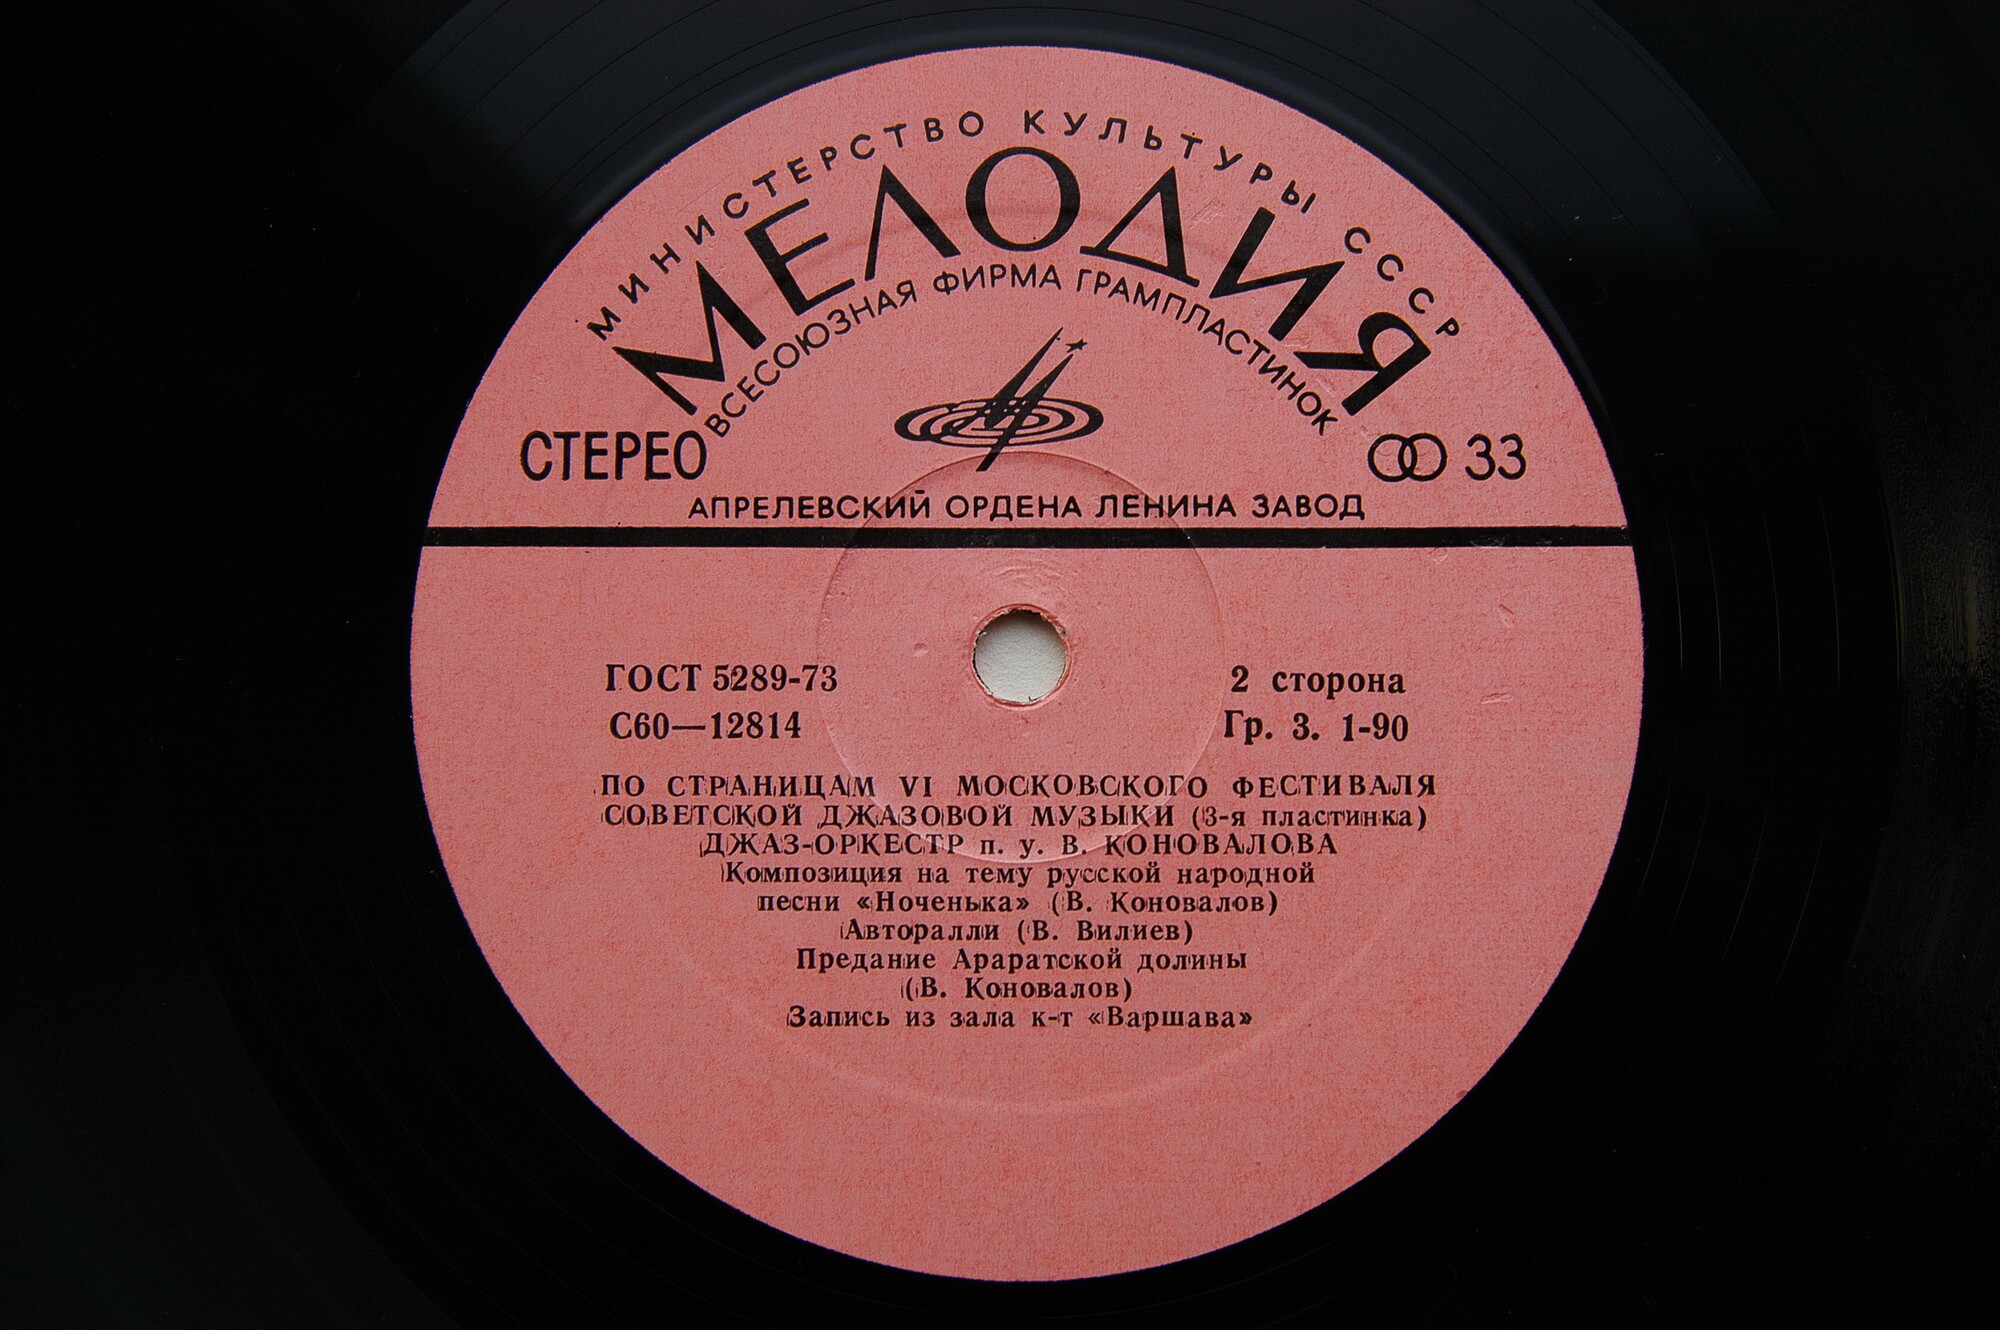 МИНИСТЕРСТВО КУЛЬТУРЫ СССР
МЕЛОДИЯ
ВСЕСОЮЗНАЯ ФИРМА ГРАМПЛАСТИНОК
СТЕРЕО
33
АПРЕЛЕВСКИЙ ОРДЕНА ЛЕНИНА ЗАВОД
ГОСТ 5289-73
2 сторона
С60—12814
Гр. 3. 1-90
ПО СТРАНИЦАМ VI МОСКОВСКОГО ФЕСТИВАЛЯ
СОВЕТСКОЙ ДЖАЗОВОЙ МУЗЫКИ (3-я пластинка)
ДЖАЗ-ОРКЕСТР п. у. В. КОНОВАЛОВА
Композиция на тему русской народной
песни «Ноченька» (В. Коновалов)
Авторалли (В. Вилиев)
Предание Араратской долины
(В. Коновалов)
Запись из зала к-т «Варшава»